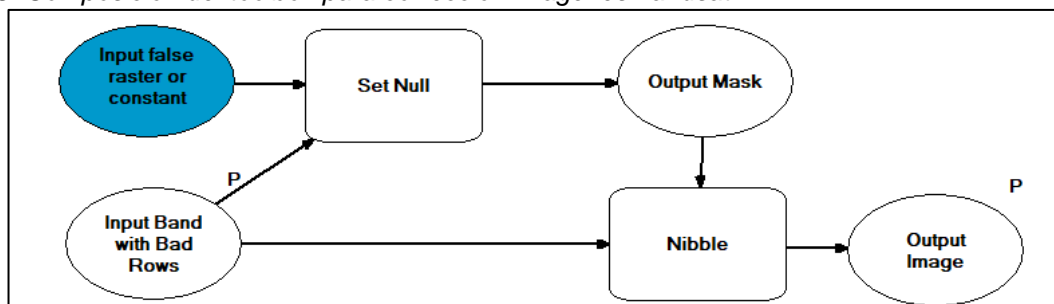 Input false
raster or
constant
Set Null
Output Mask
P
P
Input Band
with Bad
Rows
Nibble
Output
Image